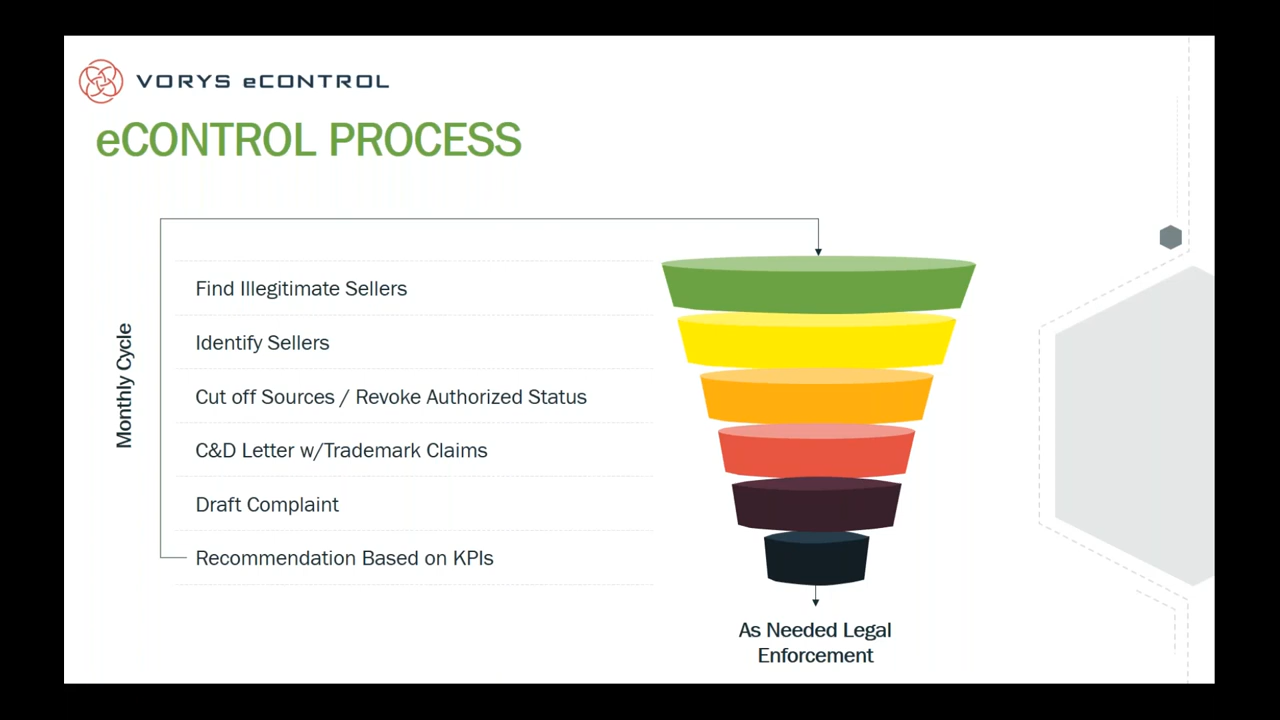 VORYS eCONTROL
eCONTROL PROCESS
Monthly Cycle
Find Illegitimate Sellers
Identify Sellers
Cut off Sources / Revoke Authorized Status
C&D Letter w/Trademark Claims
Draft Complaint
Recommendation Based on KPIs
As Needed Legal
Enforcement